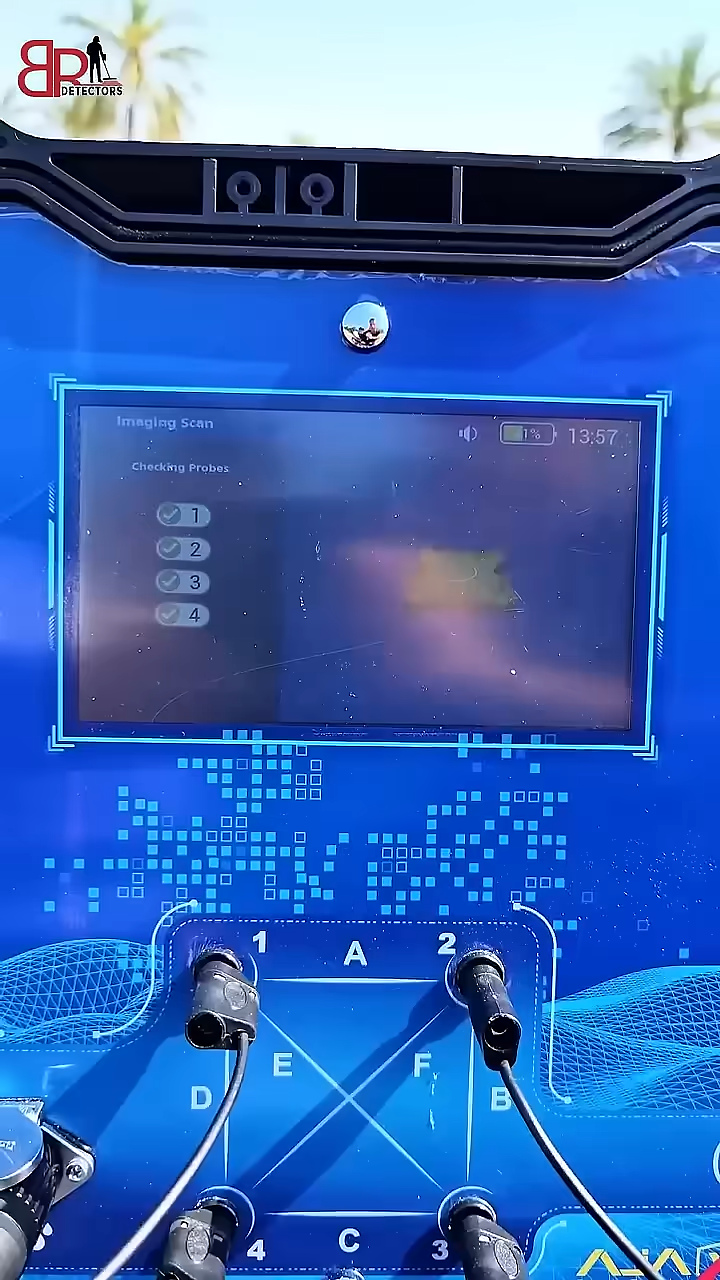 BR
DETECTORS
Imaging Scan
1%
13:57
Checking Probes
1
2
3
4
1 A 2
E F
D B
4 C 3